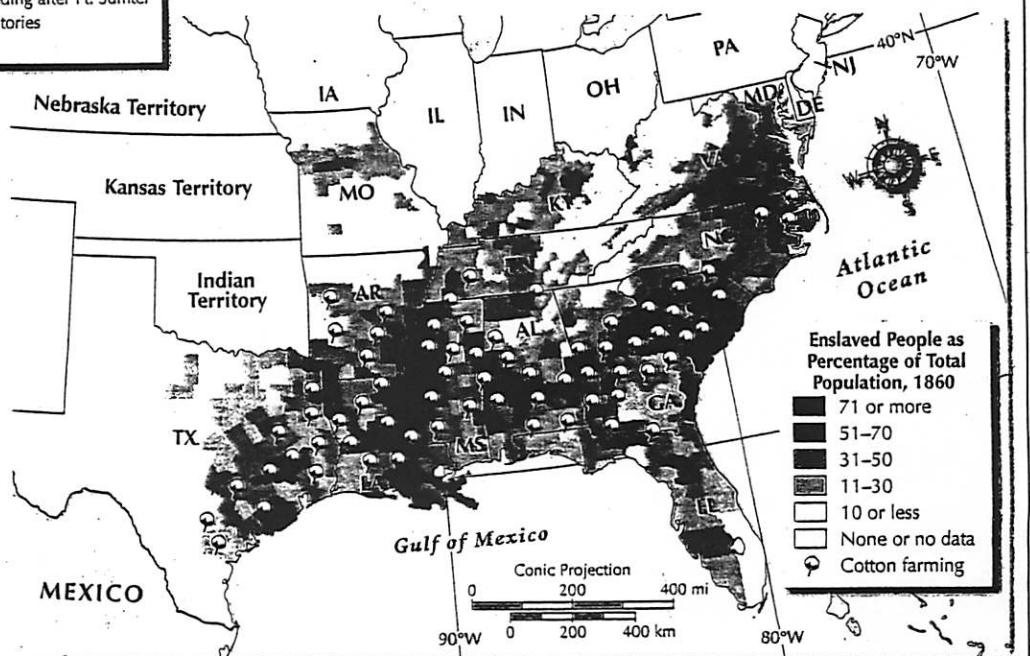 ding after Ft. Sumter
tories
Nebraska Territory
IA
IL
IN
OH
PA
NJ
40°N
70°W
MD
DE
Kansas Territory
MO
KY
VA
N
E
S
W
NC
Indian
Territory
AR
TN
AL
Atlantic
Ocean
GA
TX
MS
LA
FL
Enslaved People as
Percentage of Total
Population, 1860
71 or more
51–70
31–50
11–30
10 or less
None or no data
Cotton farming
Gulf of Mexico
MEXICO
Conic Projection
0 200 400 mi
0 200 400 km
90°W
80°W